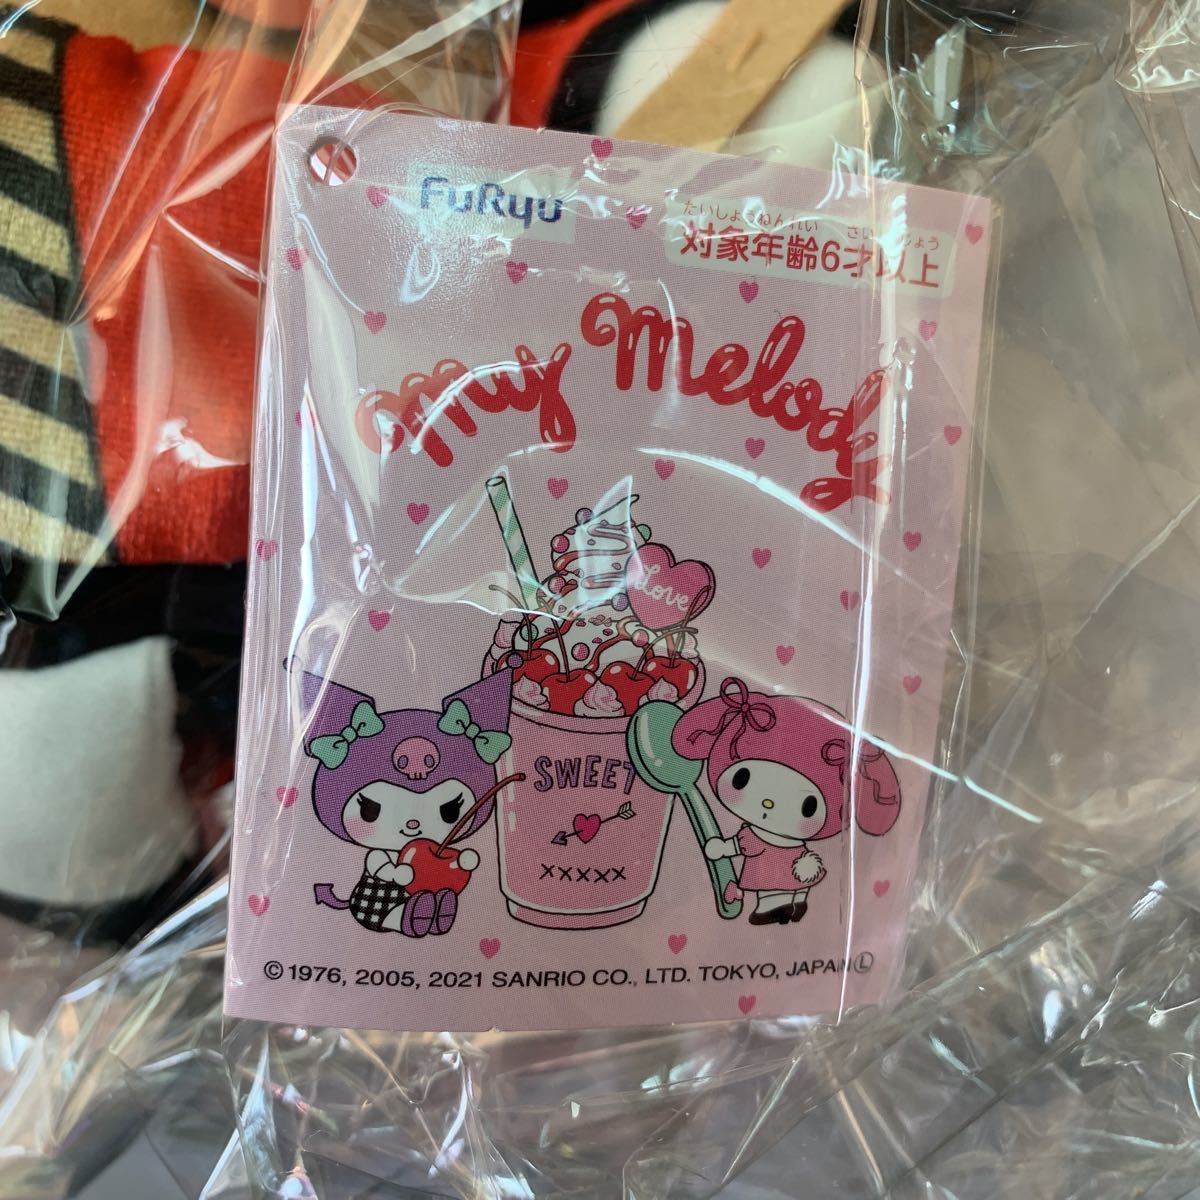 FuRyu
たいしょうねんれい さい じょう
対象年齢6才以上
My Melody
Love
SWEET
xxxxx
© 1976, 2005, 2021 SANRIO CO., LTD. TOKYO, JAPAN Ⓛ